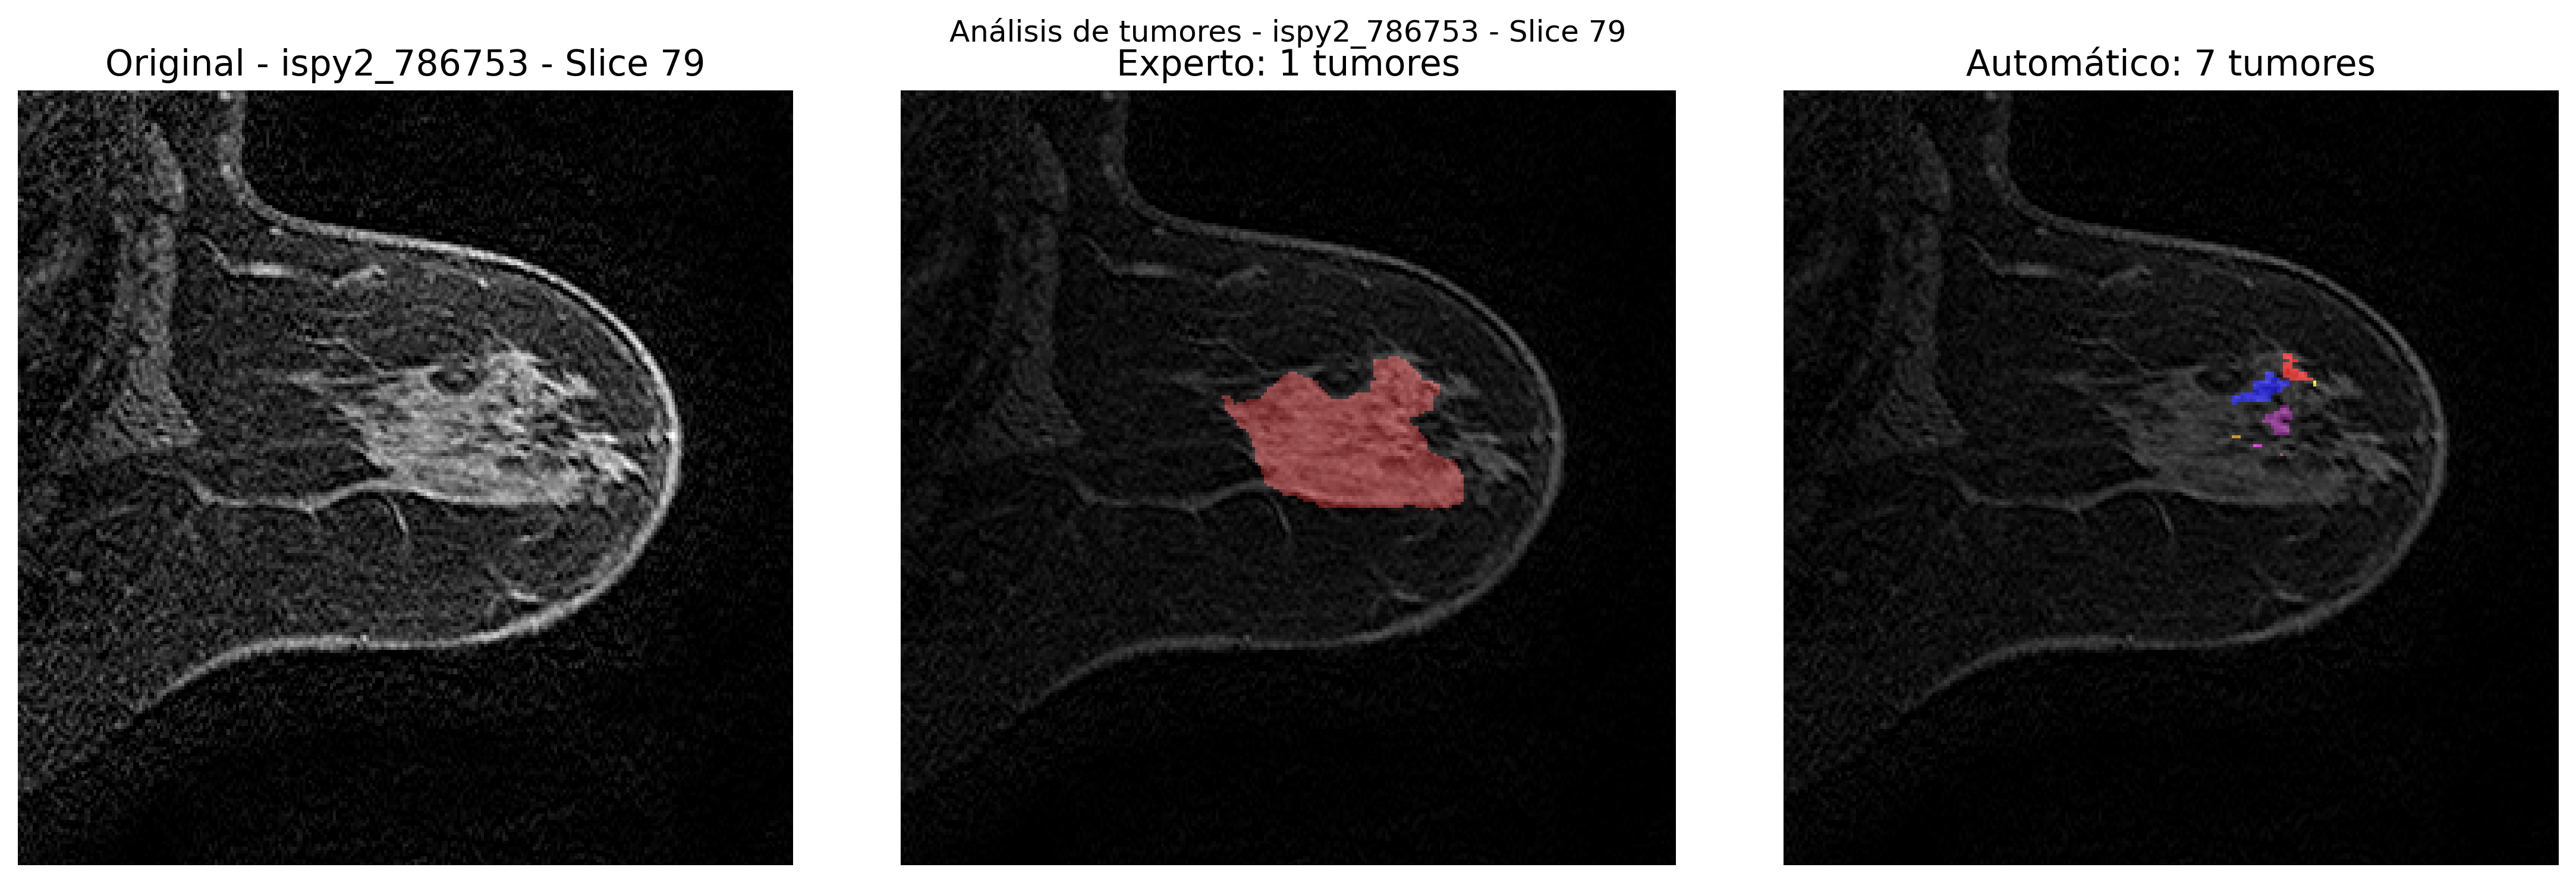 Análisis de tumores - ispy2_786753 - Slice 79
Original - ispy2_786753 - Slice 79
Experto: 1 tumores
Automático: 7 tumores